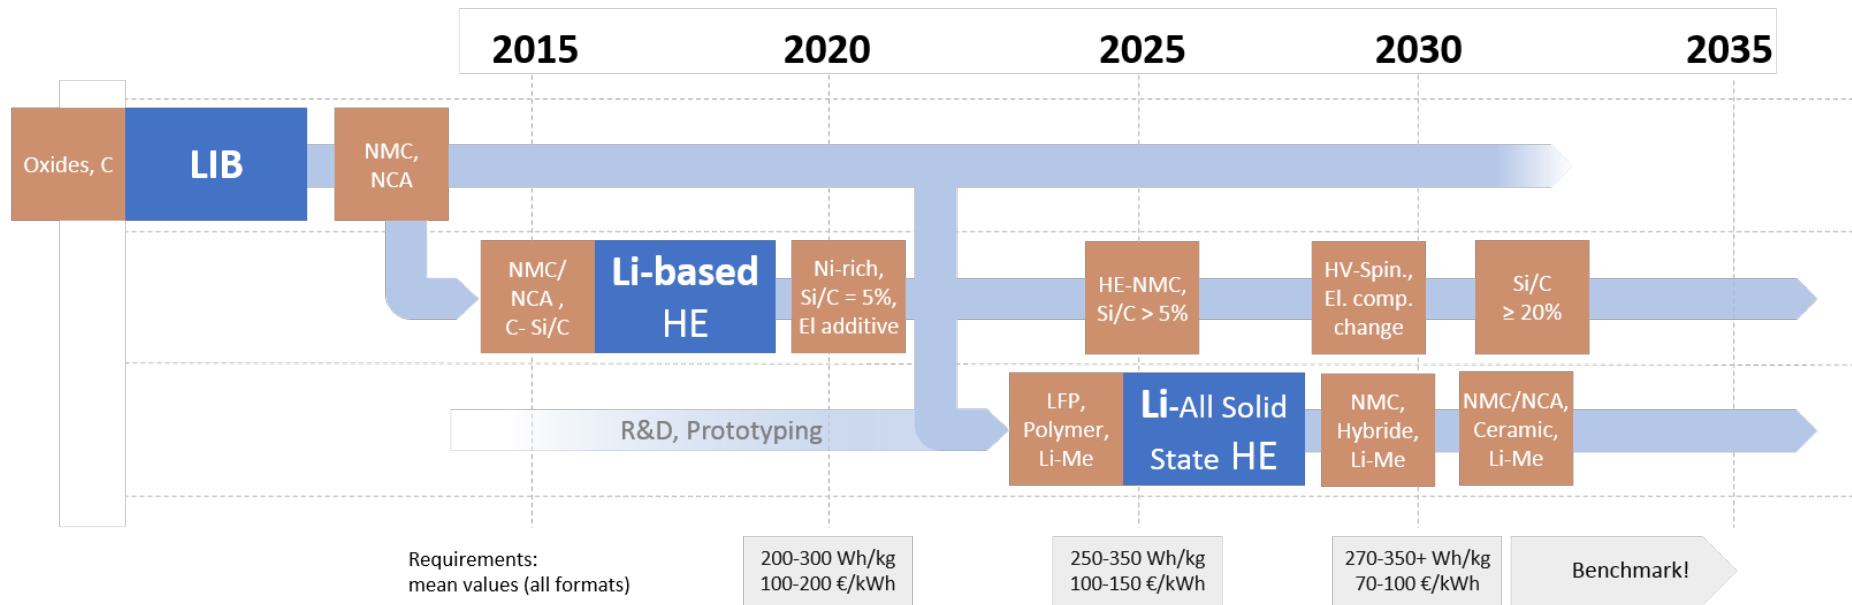 2015 2020 2025 2030 2035
Oxides, C
LIB
NMC,
NCA
NMC/
NCA ,
C- Si/C
Li-based
HE
Ni-rich,
Si/C = 5%,
El additive
HE-NMC,
Si/C > 5%
HV-Spin.,
El. comp.
change
Si/C
≥ 20%
R&D, Prototyping
LFP,
Polymer,
Li-Me
Li-All Solid
State HE
NMC,
Hybride,
Li-Me
NMC/NCA,
Ceramic,
Li-Me
Requirements:
mean values (all formats)
200-300 Wh/kg
100-200 €/kWh
250-350 Wh/kg
100-150 €/kWh
270-350+ Wh/kg
70-100 €/kWh
Benchmark!